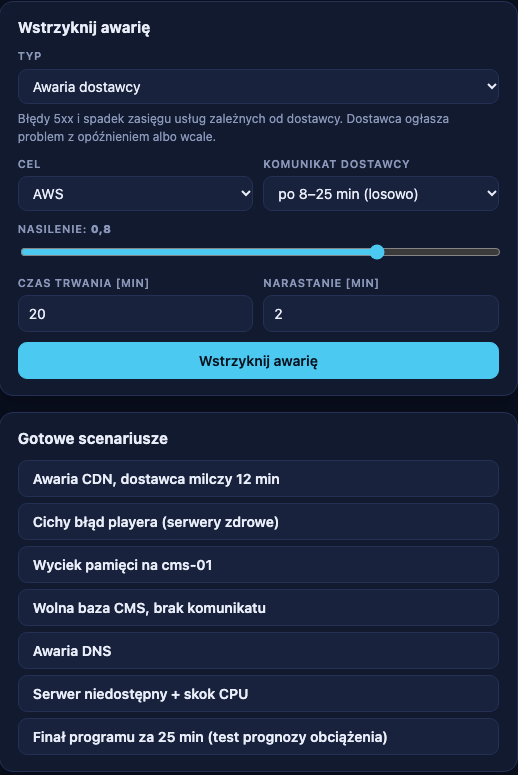 Wstrzyknij awarię
TYP
Awaria dostawcy
Błędy 5xx i spadek zasięgu usług zależnych od dostawcy. Dostawca ogłasza
problem z opóźnieniem albo wcale.
CEL
KOMUNIKAT DOSTAWCY
AWS
po 8–25 min (losowo)
NASILENIE: 0,8
CZAS TRWANIA [MIN]
NARASTANIE [MIN]
20
2
Wstrzyknij awarię
Gotowe scenariusze
Awaria CDN, dostawca milczy 12 min
Cichy błąd playera (serwery zdrowe)
Wyciek pamięci na cms-01
Wolna baza CMS, brak komunikatu
Awaria DNS
Serwer niedostępny + skok CPU
Finał programu za 25 min (test prognozy obciążenia)